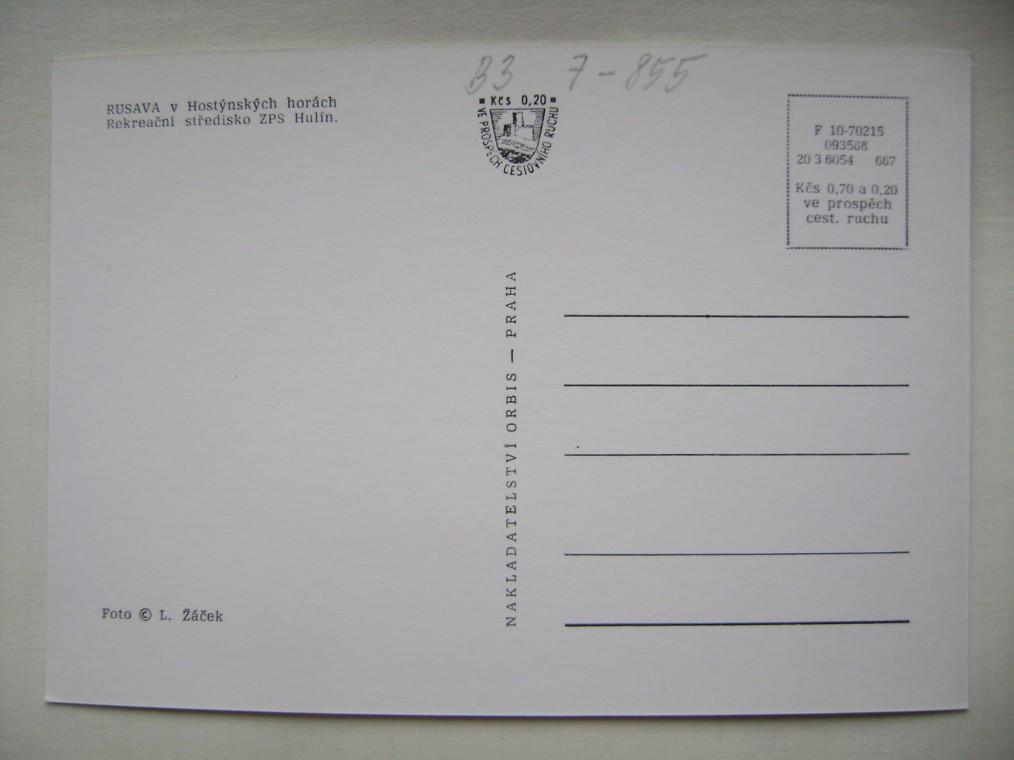 B3 7-855
RUSAVA v Hostýnských horách
Rekreační středisko ZPS Hulín.
Kčs 0,20
VE PROSPĚCH CESTOVNÍHO RUCHU
F 10-70215
093588
20 3 6054 667
Kčs 0,70 a 0,20
ve prospěch
cest. ruchu
NAKLADATELSTVÍ ORBIS — PRAHA
Foto © L. Žáček